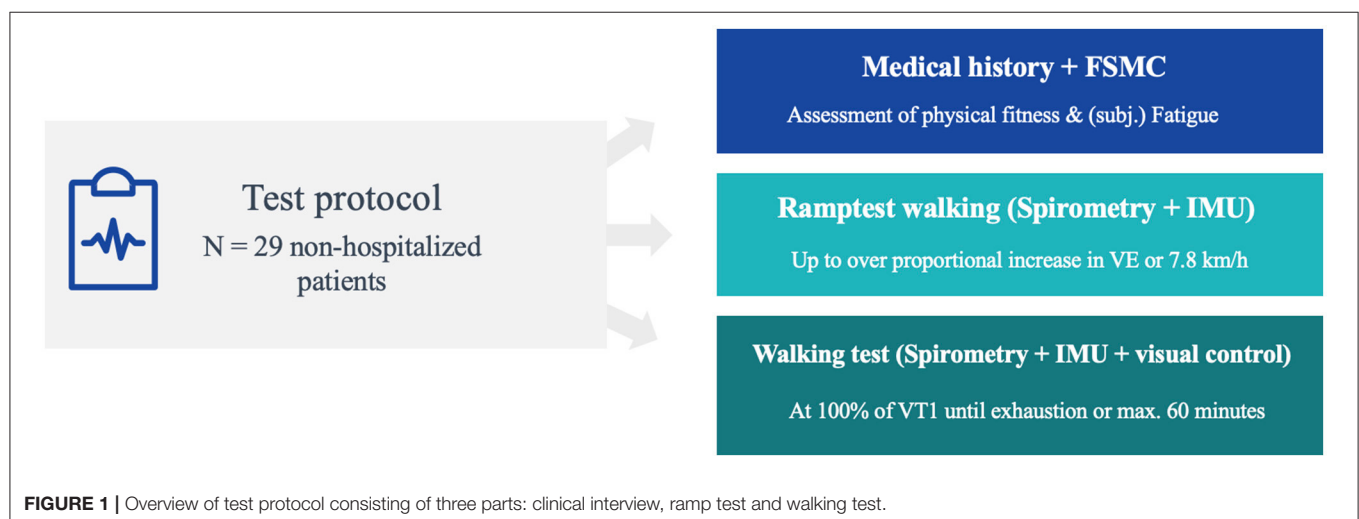 Test protocol
N = 29 non-hospitalized
patients
Medical history + FSMC
Assessment of physical fitness & (subj.) Fatigue
Ramptest walking (Spirometry + IMU)
Up to over proportional increase in VE or 7.8 km/h
Walking test (Spirometry + IMU + visual control)
At 100% of VT1 until exhaustion or max. 60 minutes
FIGURE 1 | Overview of test protocol consisting of three parts: clinical interview, ramp test and walking test.